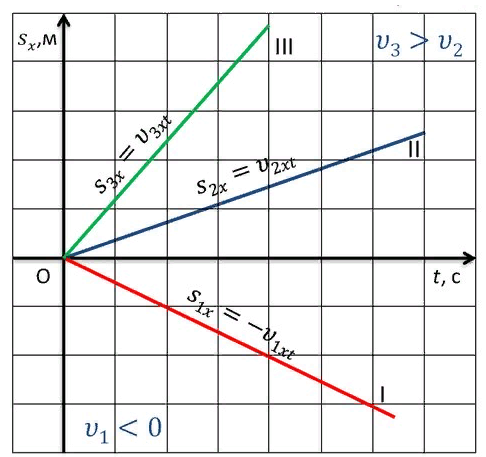 sₓ,м
υ₃ > υ₂
III
s₃ₓ = υ₃ₓt
II
s₂ₓ = υ₂ₓt
O
t, с
s₁ₓ = −υ₁ₓt
I
υ₁ < 0